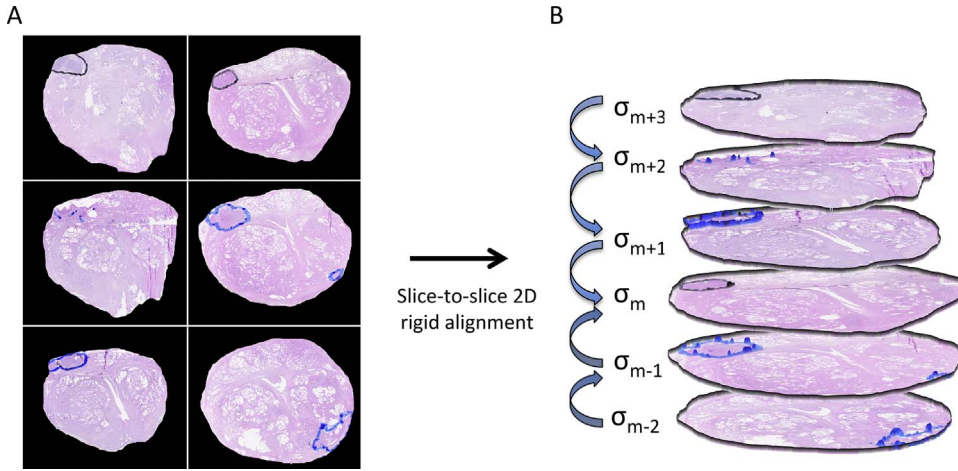 A
B
σm+3
σm+2
σm+1
σm
σm-1
σm-2
Slice-to-slice 2D
rigid alignment